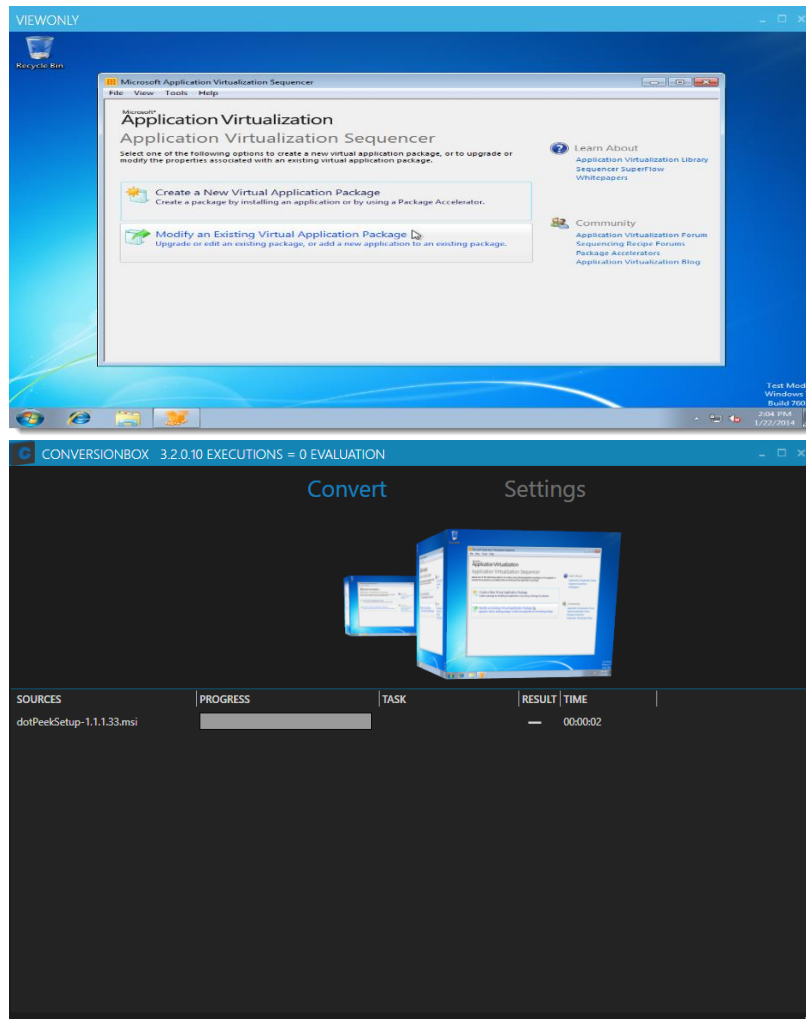 VIEWONLY
Recycle Bin
Microsoft Application Virtualization Sequencer
File View Tools Help
Microsoft®
Application Virtualization
Application Virtualization Sequencer
Select one of the following options to create a new virtual application package, or to upgrade or
modify the properties associated with an existing virtual application package.
Create a New Virtual Application Package
Create a package by installing an application or by using a Package Accelerator.
Modify an Existing Virtual Application Package
Upgrade or edit an existing package, or add a new application to an existing package.
Learn About
Application Virtualization Library
Sequencer SuperFlow
Whitepapers
Community
Application Virtualization Forum
Sequencing Recipe Forums
Package Accelerators
Application Virtualization Blog
Test Mod
Windows
Build 760
2:04 PM
1/22/2014
C CONVERSIONBOX 3.2.0.10 EXECUTIONS = 0 EVALUATION
Convert Settings
SOURCES PROGRESS TASK RESULT TIME
dotPeekSetup-1.1.1.33.msi 00:00:02